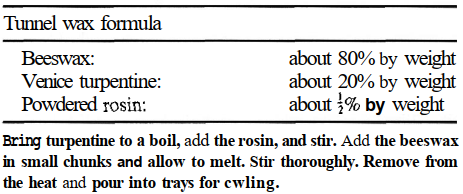 Tunnel wax formula
Beeswax: about 80% by weight
Venice turpentine: about 20% by weight
Powdered rosin: about ½% by weight
Bring turpentine to a boil, add the rosin, and stir. Add the beeswax
in small chunks and allow to melt. Stir thoroughly. Remove from
the heat and pour into trays for cwling.